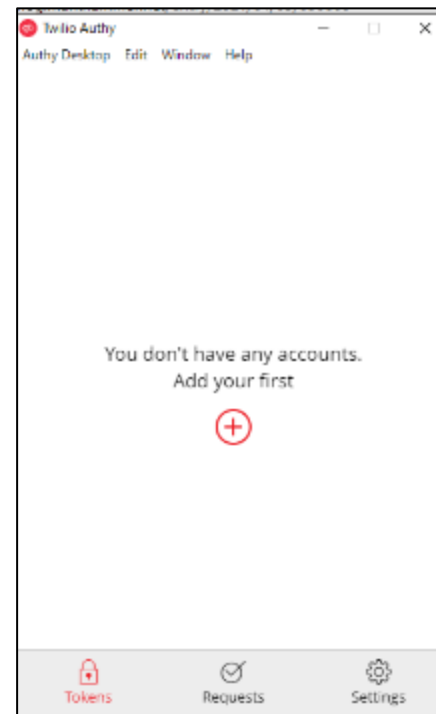 Twilio Authy
Authy Desktop Edit Window Help
You don't have any accounts.
Add your first
Tokens Requests Settings